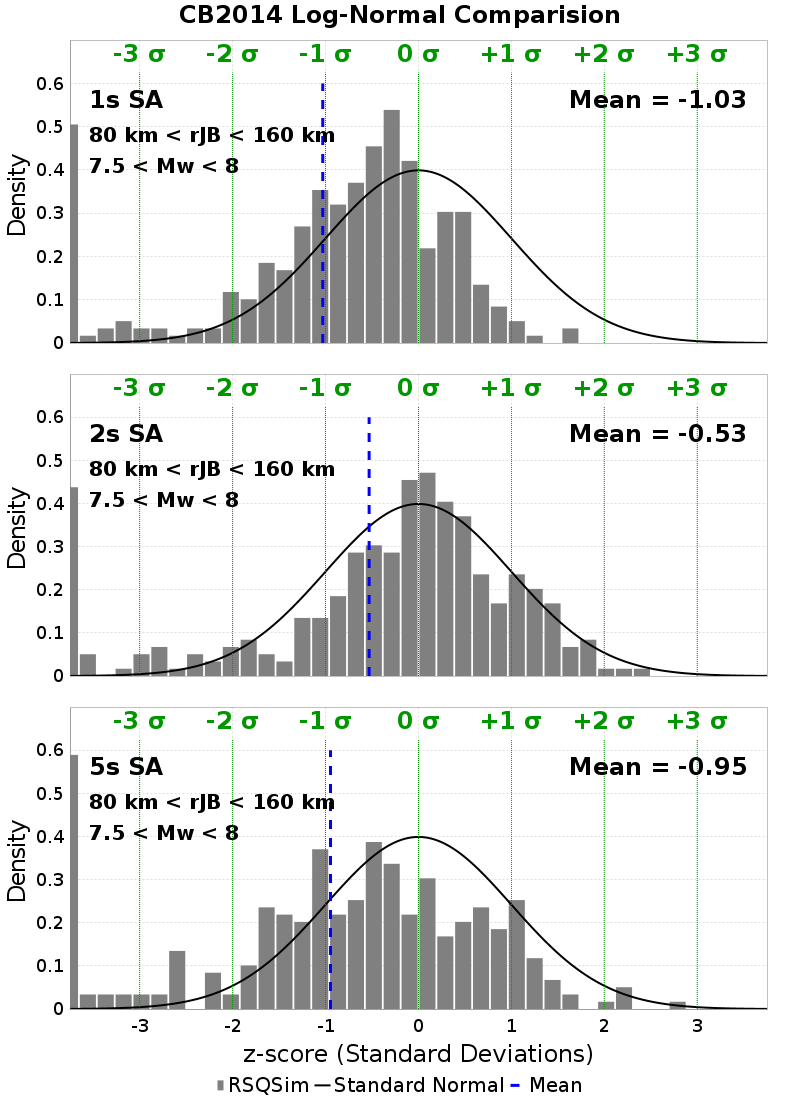 CB2014 Log-Normal Comparision
-3 σ -2 σ -1 σ 0 σ +1 σ +2 σ +3 σ
1s SA Mean = -1.03
80 km < rJB < 160 km
7.5 < Mw < 8
0.6
0.5
0.4
0.3
0.2
0.1
0
Density
-3 σ -2 σ -1 σ 0 σ +1 σ +2 σ +3 σ
2s SA Mean = -0.53
80 km < rJB < 160 km
7.5 < Mw < 8
0.6
0.5
0.4
0.3
0.2
0.1
0
Density
-3 σ -2 σ -1 σ 0 σ +1 σ +2 σ +3 σ
5s SA Mean = -0.95
80 km < rJB < 160 km
7.5 < Mw < 8
0.6
0.5
0.4
0.3
0.2
0.1
0
Density
-3 -2 -1 0 1 2 3
z-score (Standard Deviations)
RSQSim Standard Normal Mean